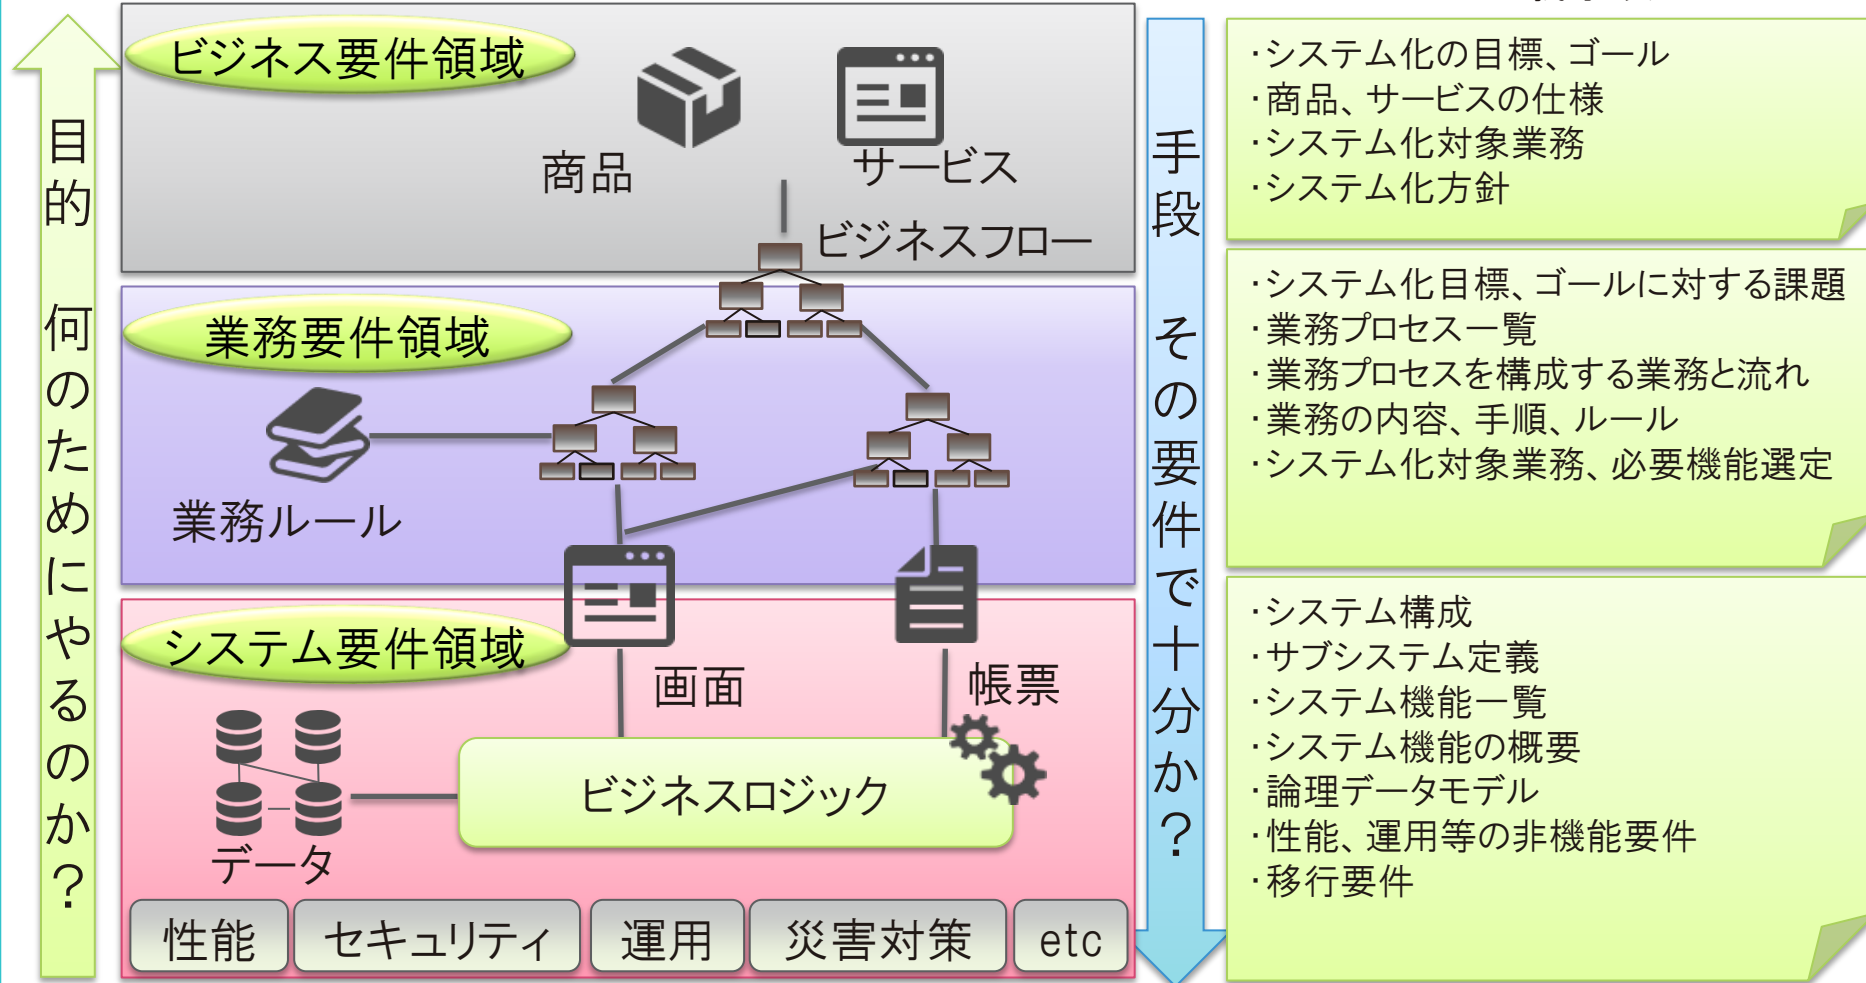 目的　何のためにやるのか？
ビジネス要件領域
商品
サービス
ビジネスフロー
業務要件領域
業務ルール
システム要件領域
画面
帳票
ビジネスロジック
データ
性能
セキュリティ
運用
災害対策
etc
手段　その要件で十分か？
・システム化の目標、ゴール
・商品、サービスの仕様
・システム化対象業務
・システム化方針
・システム化目標、ゴールに対する課題
・業務プロセス一覧
・業務プロセスを構成する業務と流れ
・業務の内容、手順、ルール
・システム化対象業務、必要機能選定
・システム構成
・サブシステム定義
・システム機能一覧
・システム機能の概要
・論理データモデル
・性能、運用等の非機能要件
・移行要件